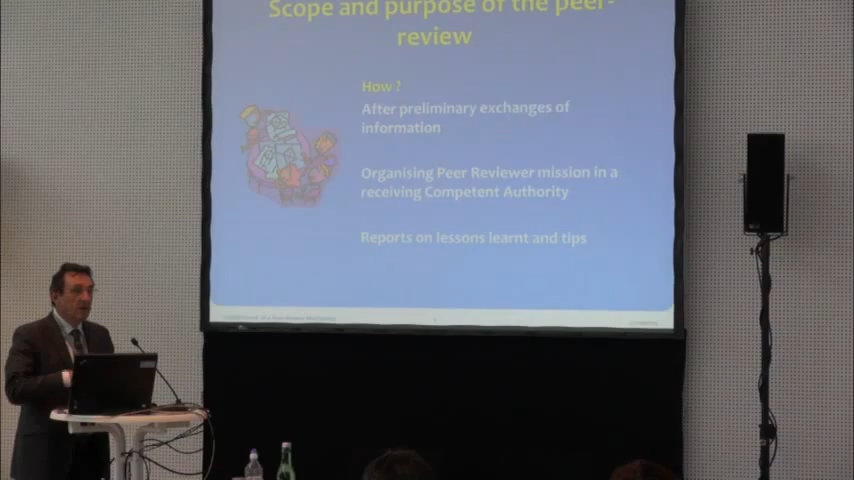 Scope and purpose of the peer-
review
How ?
After preliminary exchanges of
information
Organising Peer Reviewer mission in a
receiving Competent Authority
Reports on lessons learnt and tips